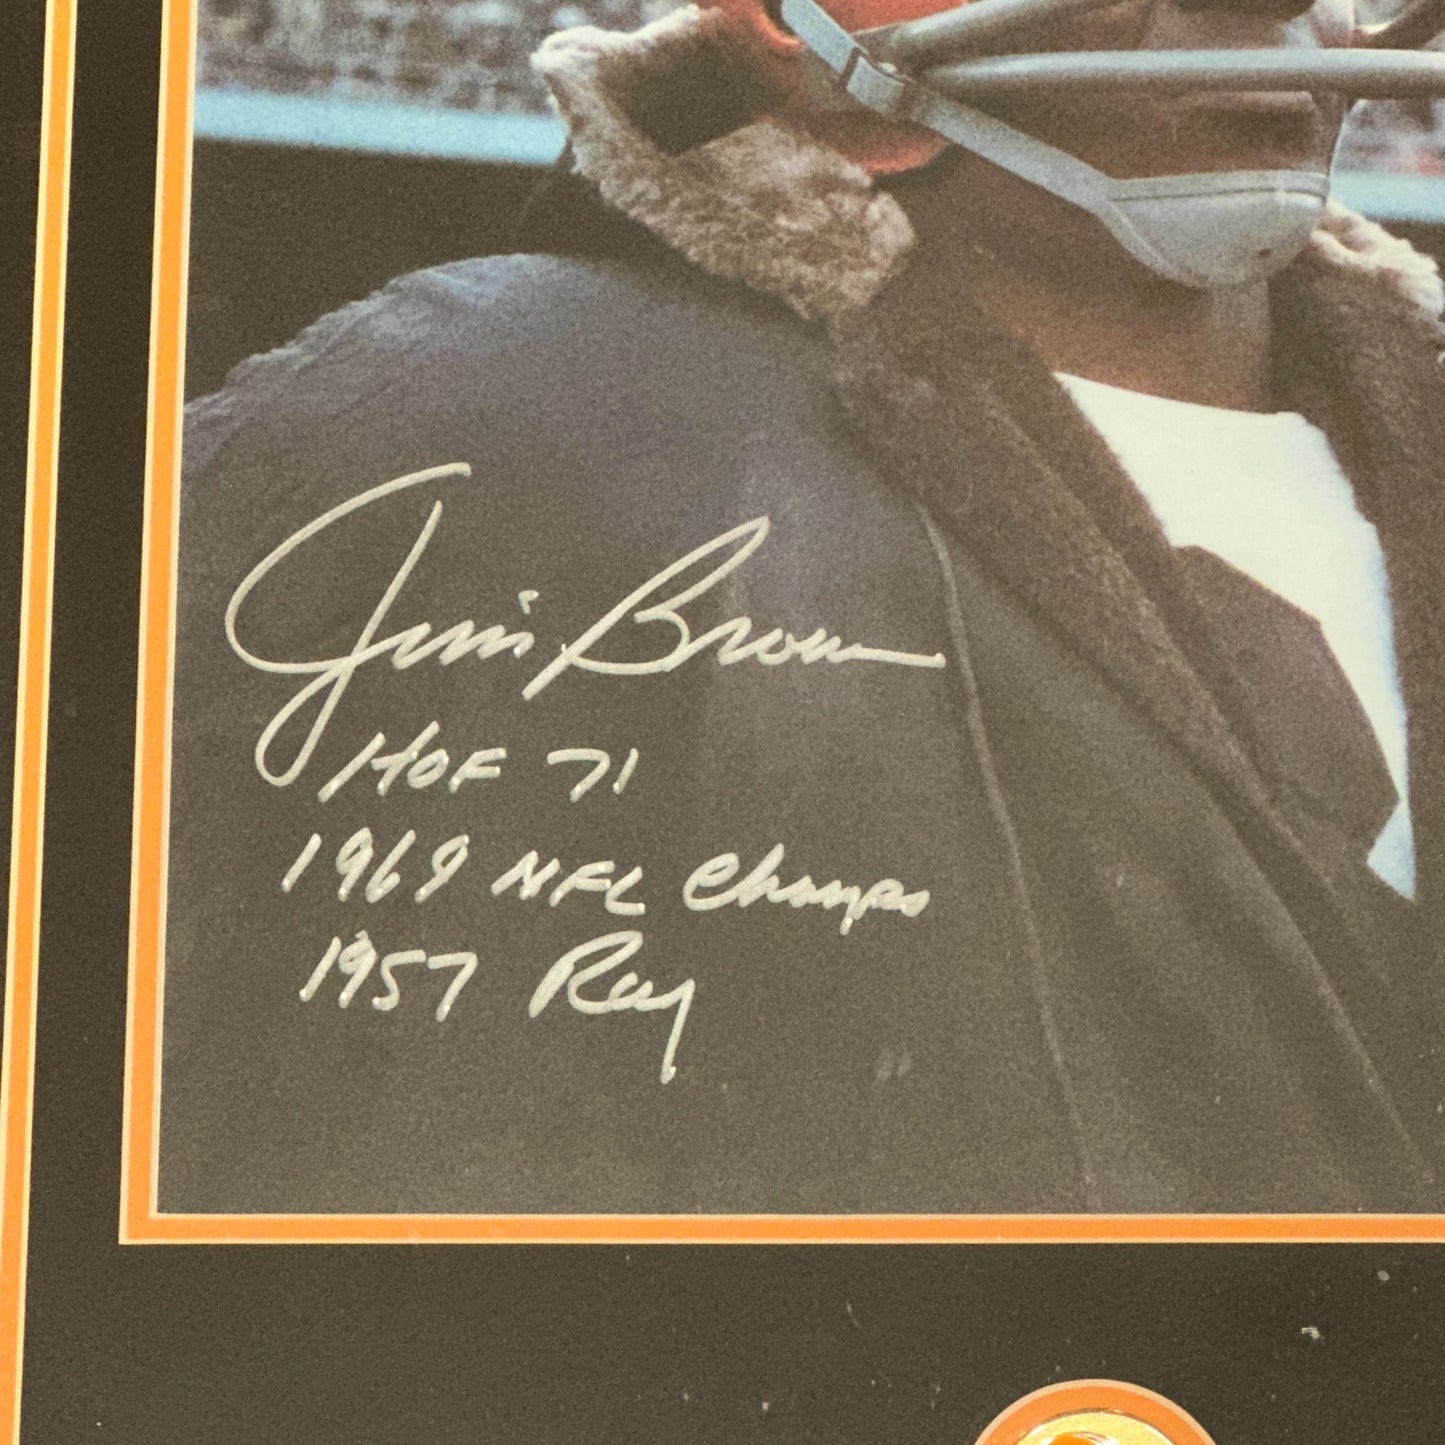 Jim Brown
HOF 71
1969 NFL Champs
1957 Roy